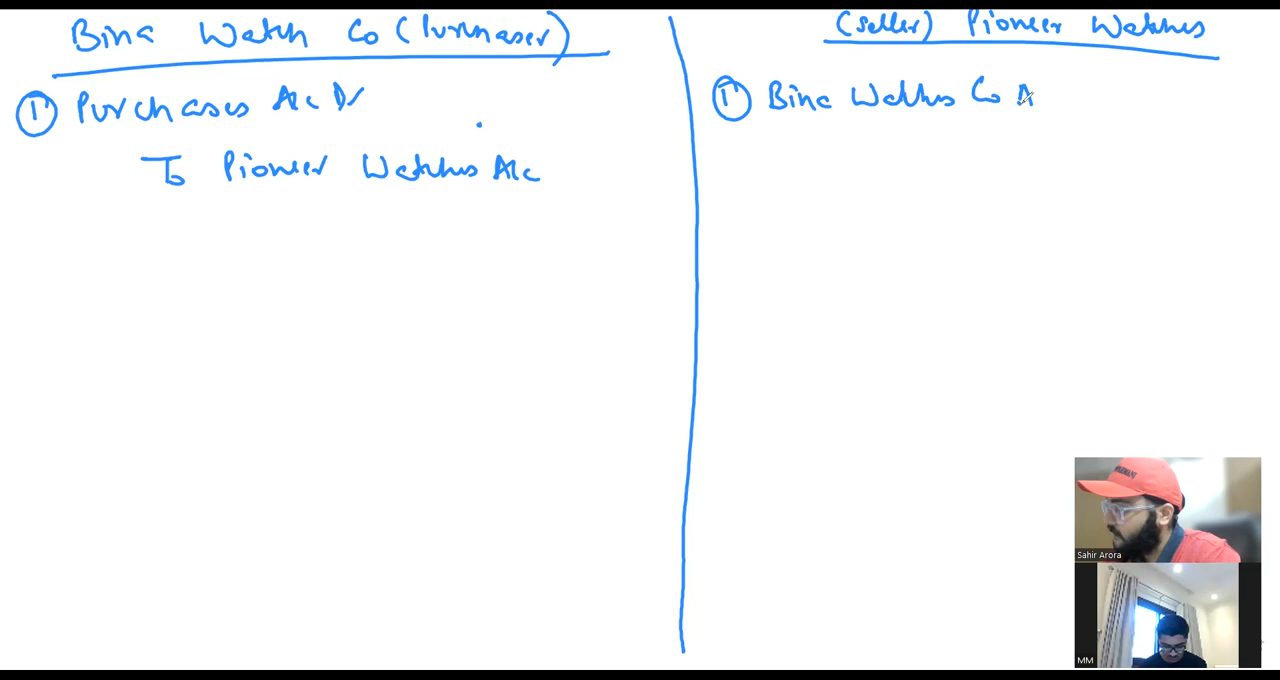 Bina Watch Co (Purchaser)
① Purchases A/c Dr
To Pioneer Watches A/c
(Seller) Pioneer Watches
① Bina Watches Co
Sahir Arora
MM